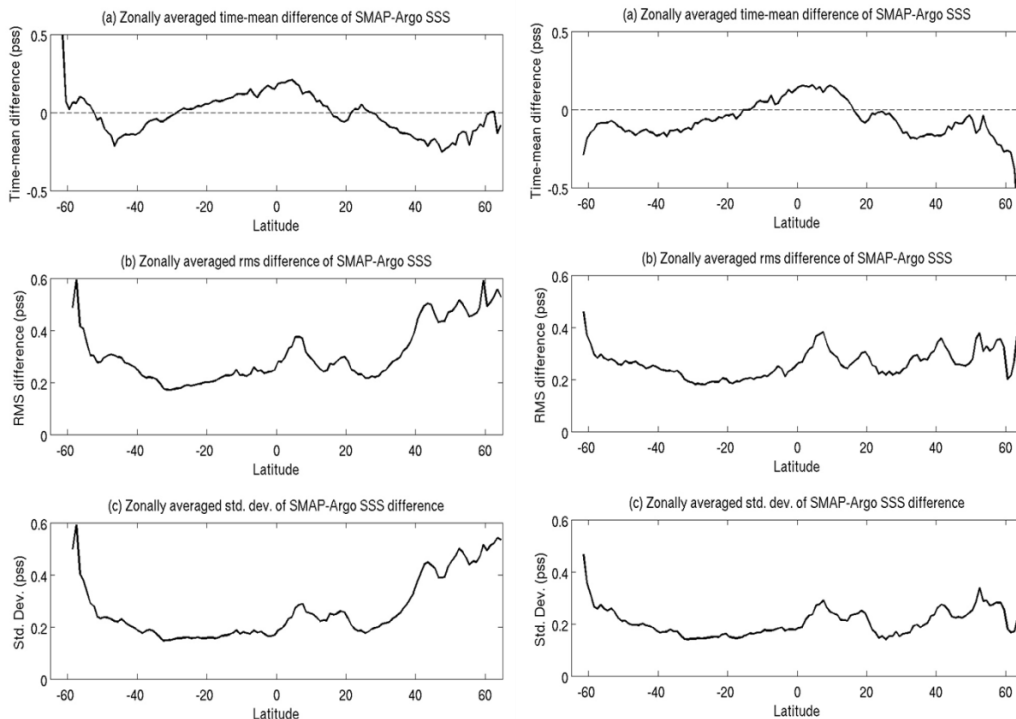 (a) Zonally averaged time-mean difference of SMAP-Argo SSS
Time-mean difference (pss)
0.5
0
-0.5
-60 -40 -20 0 20 40 60
Latitude
(b) Zonally averaged rms difference of SMAP-Argo SSS
RMS difference (pss)
0.6
0.4
0.2
0
-60 -40 -20 0 20 40 60
Latitude
(c) Zonally averaged std. dev. of SMAP-Argo SSS difference
Std. Dev. (pss)
0.6
0.4
0.2
0
-60 -40 -20 0 20 40 60
Latitude
(a) Zonally averaged time-mean difference of SMAP-Argo SSS
Time-mean difference (pss)
0.5
0
-0.5
-60 -40 -20 0 20 40 60
Latitude
(b) Zonally averaged rms difference of SMAP-Argo SSS
RMS difference (pss)
0.6
0.4
0.2
0
-60 -40 -20 0 20 40 60
Latitude
(c) Zonally averaged std. dev. of SMAP-Argo SSS difference
Std. Dev. (pss)
0.6
0.4
0.2
0
-60 -40 -20 0 20 40 60
Latitude